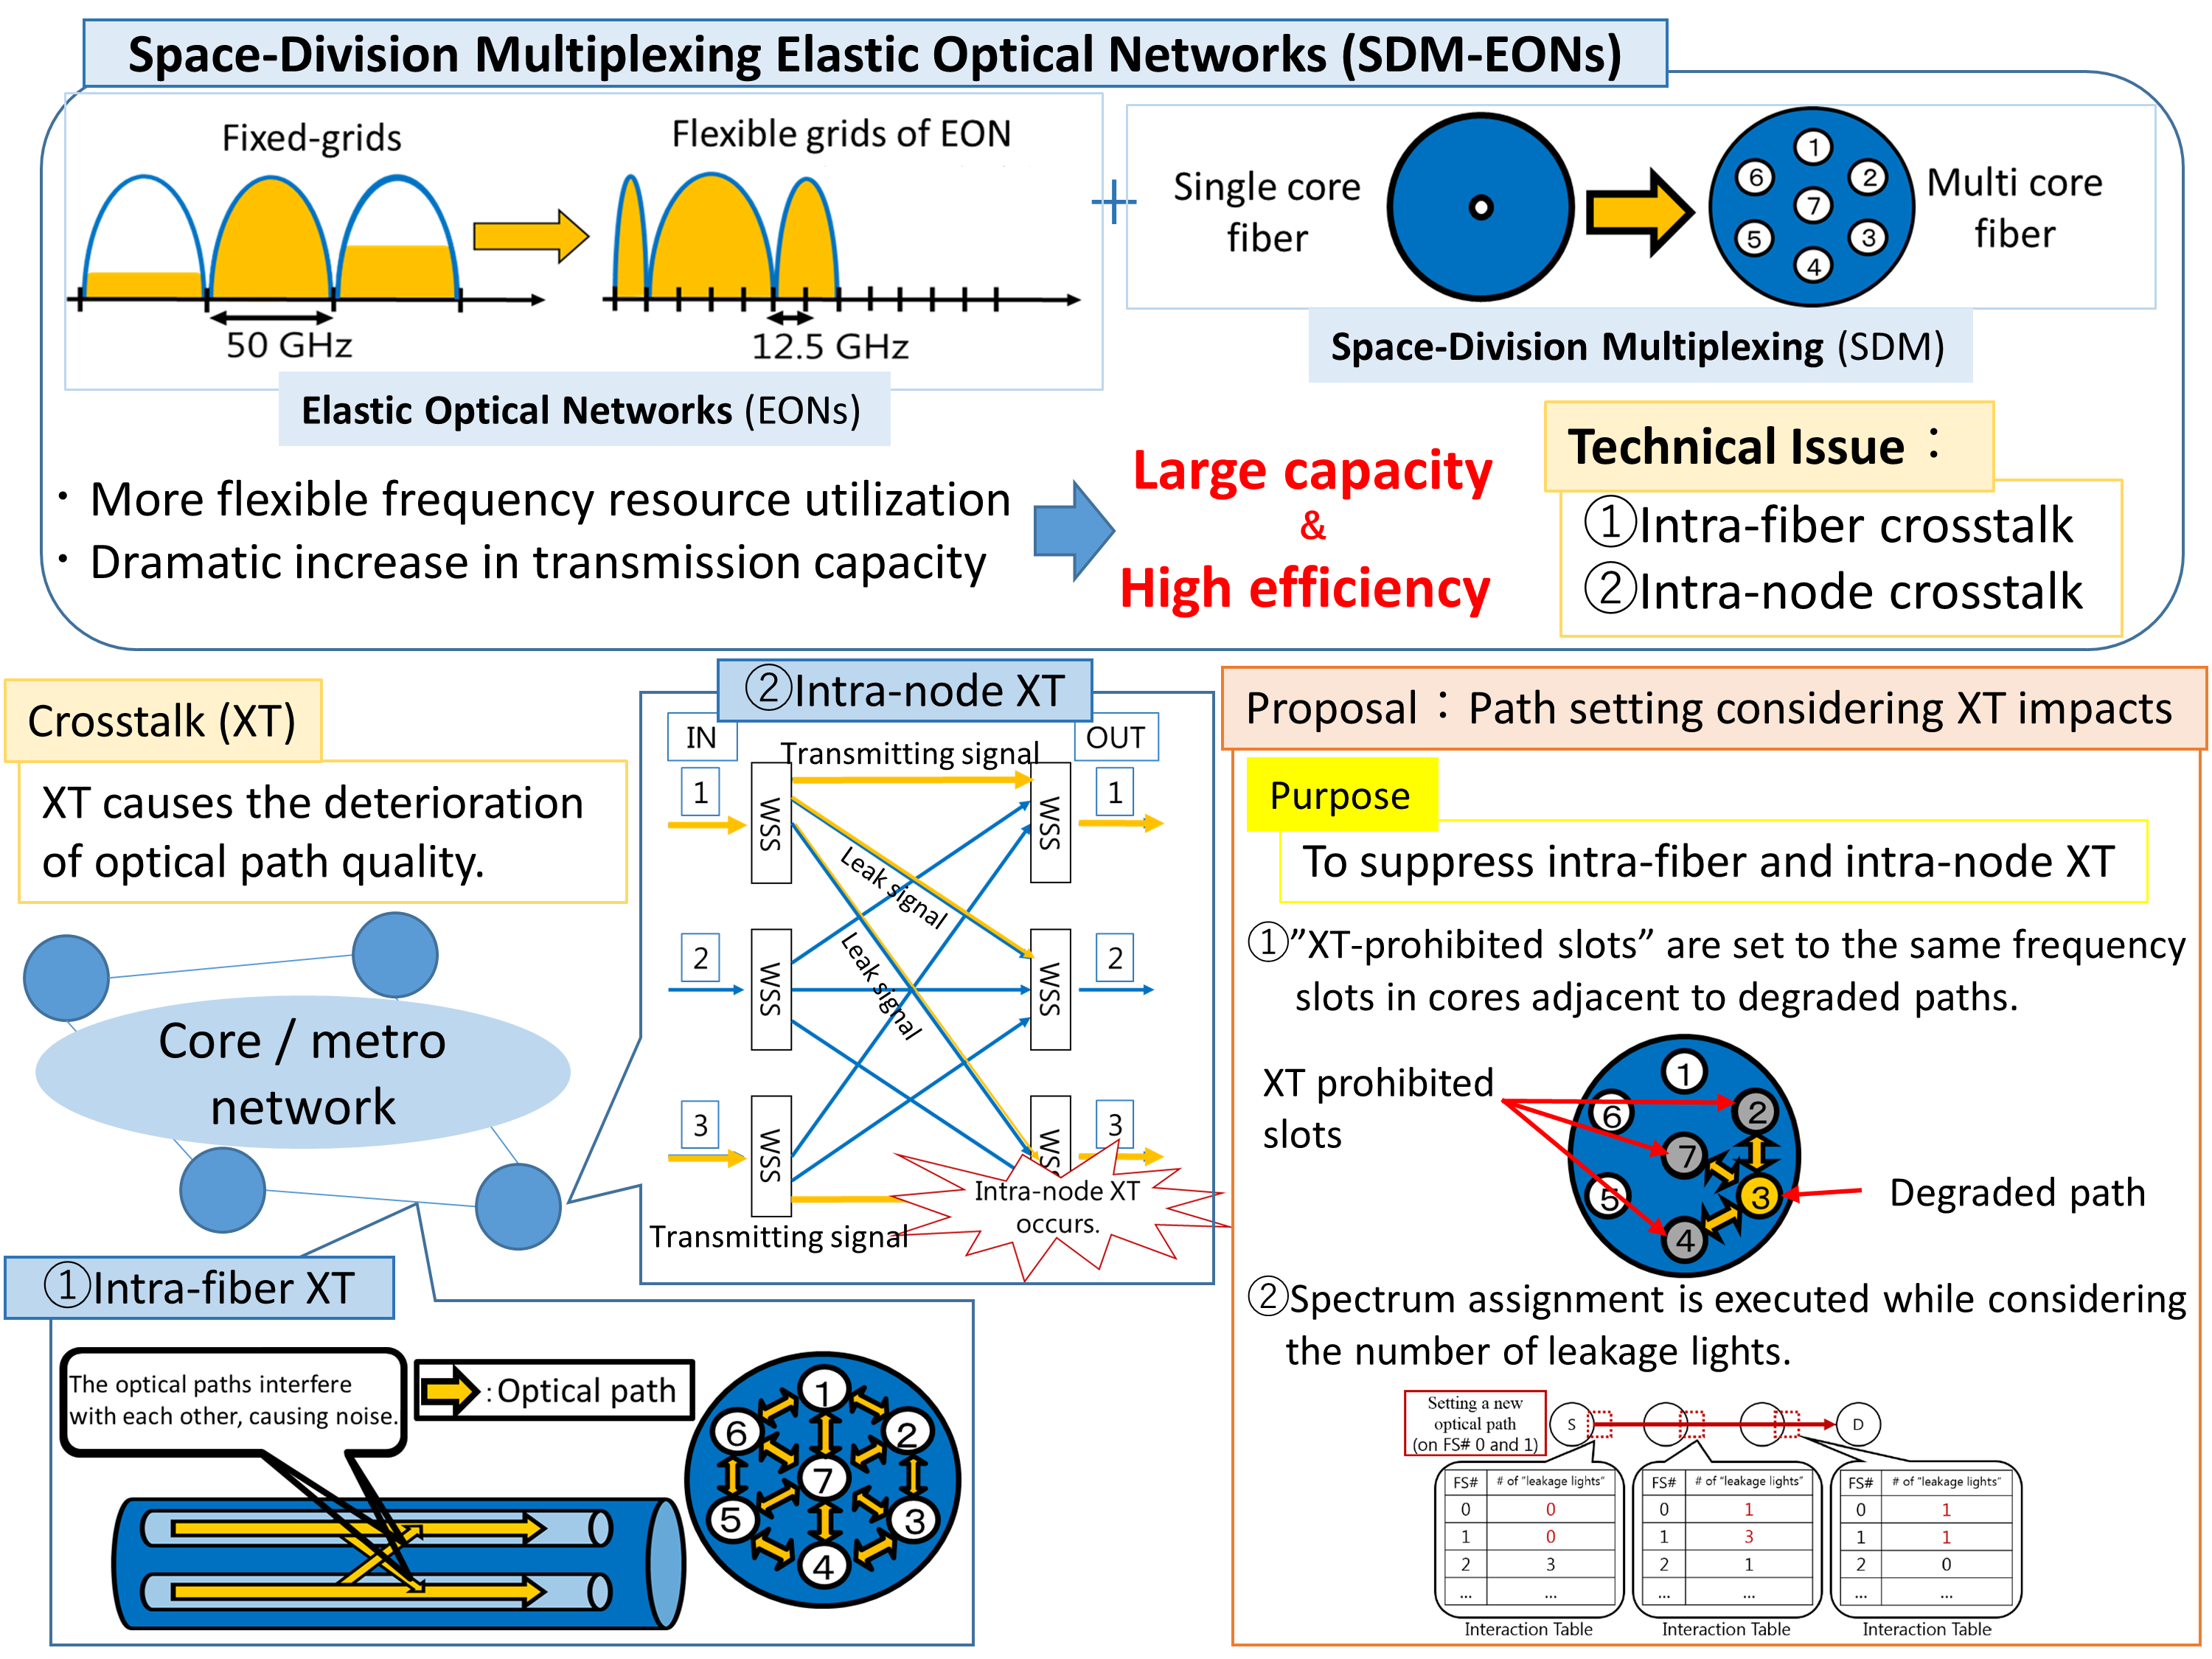 Space-Division Multiplexing Elastic Optical Networks (SDM-EONs)
Fixed-grids
50 GHz
Flexible grids of EON
12.5 GHz
Elastic Optical Networks (EONs)
+
Single core
fiber
1
6
2
7
5
3
4
Multi core
fiber
Space-Division Multiplexing (SDM)
・More flexible frequency resource utilization
・Dramatic increase in transmission capacity
Large capacity
&
High efficiency
Technical Issue：
①Intra-fiber crosstalk
②Intra-node crosstalk
Crosstalk (XT)
XT causes the deterioration
of optical path quality.
Core / metro
network
②Intra-node XT
IN
OUT
Transmitting signal
1
WSS
WSS
1
Leak signal
2
WSS
WSS
2
Leak signal
3
WSS
WSS
3
Intra-node XT
occurs.
Transmitting signal
①Intra-fiber XT
The optical paths interfere
with each other, causing noise.
: Optical path
1
6
2
7
5
3
4
Proposal：Path setting considering XT impacts
Purpose
To suppress intra-fiber and intra-node XT
①”XT-prohibited slots” are set to the same frequency
slots in cores adjacent to degraded paths.
XT prohibited
slots
1
6
2
7
5
3
4
Degraded path
②Spectrum assignment is executed while considering
the number of leakage lights.
Setting a new
optical path
(on FS# 0 and 1)
S
D
FS# # of “leakage lights”
0 0
1 0
2 3
... ...
Interaction Table
FS# # of “leakage lights”
0 1
1 3
2 1
... ...
Interaction Table
FS# # of “leakage lights”
0 1
1 1
2 0
... ...
Interaction Table